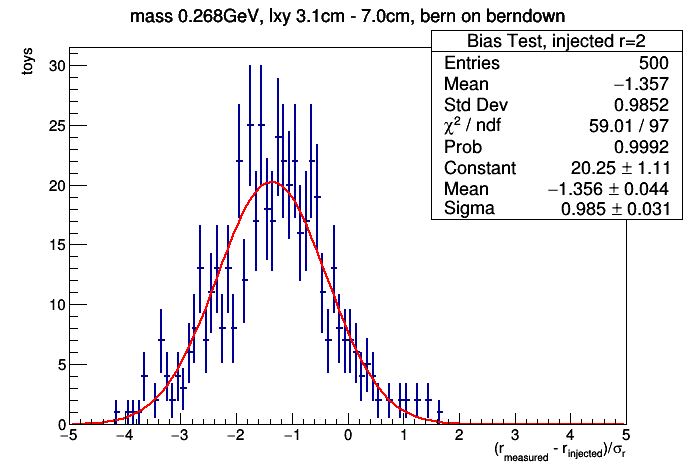 mass 0.268GeV, lxy 3.1cm - 7.0cm, bern on berndown
toys
Bias Test, injected r=2
Entries 500
Mean −1.357
Std Dev 0.9852
χ² / ndf 59.01 / 97
Prob 0.9992
Constant 20.25 ± 1.11
Mean −1.356 ± 0.044
Sigma 0.985 ± 0.031
30
25
20
15
10
5
0
−5 −4 −3 −2 −1 0 1 2 3 4 5
(r_measured - r_injected)/σ_r